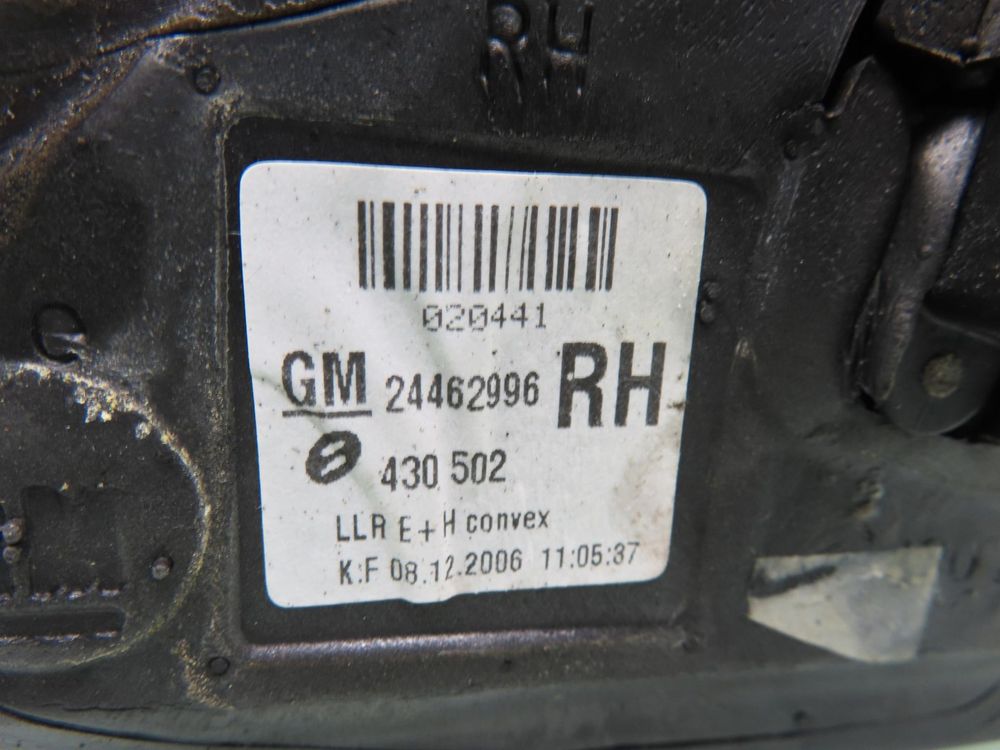 RH
020441
GM 24462996 RH
430 502
LLR E+H convex
K:F 08.12.2006 11:05:37